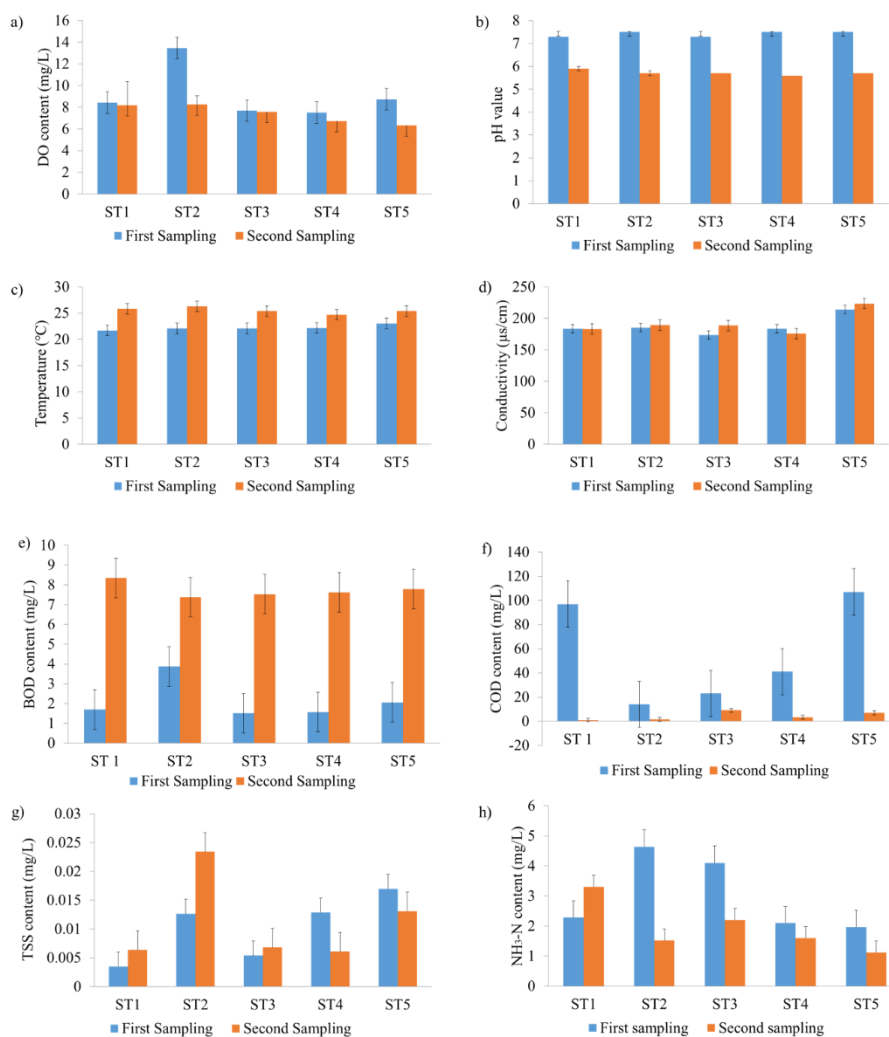 a)
16
14
12
10
8
6
4
2
0
DO content (mg/L)
ST1 ST2 ST3 ST4 ST5
First Sampling Second Sampling
b)
8
7
6
5
4
3
2
1
0
pH value
ST1 ST2 ST3 ST4 ST5
First Sampling Second Sampling
c)
30
25
20
15
10
5
0
Temperature (°C)
ST1 ST2 ST3 ST4 ST5
First Sampling Second Sampling
d)
250
200
150
100
50
0
Conductivity (µs/cm)
ST1 ST2 ST3 ST4 ST5
First Sampling Second Sampling
e)
10
9
8
7
6
5
4
3
2
1
0
BOD content (mg/L)
ST 1 ST2 ST3 ST4 ST5
First Sampling Second Sampling
f)
140
120
100
80
60
40
20
0
-20
COD content (mg/L)
ST 1 ST2 ST3 ST4 ST5
First Sampling Second Sampling
g)
0.03
0.025
0.02
0.015
0.01
0.005
0
TSS content (mg/L)
ST1 ST2 ST3 ST4 ST5
First Sampling Second Sampling
h)
6
5
4
3
2
1
0
NH₃-N content (mg/L)
ST1 ST2 ST3 ST4 ST5
First sampling Second sampling